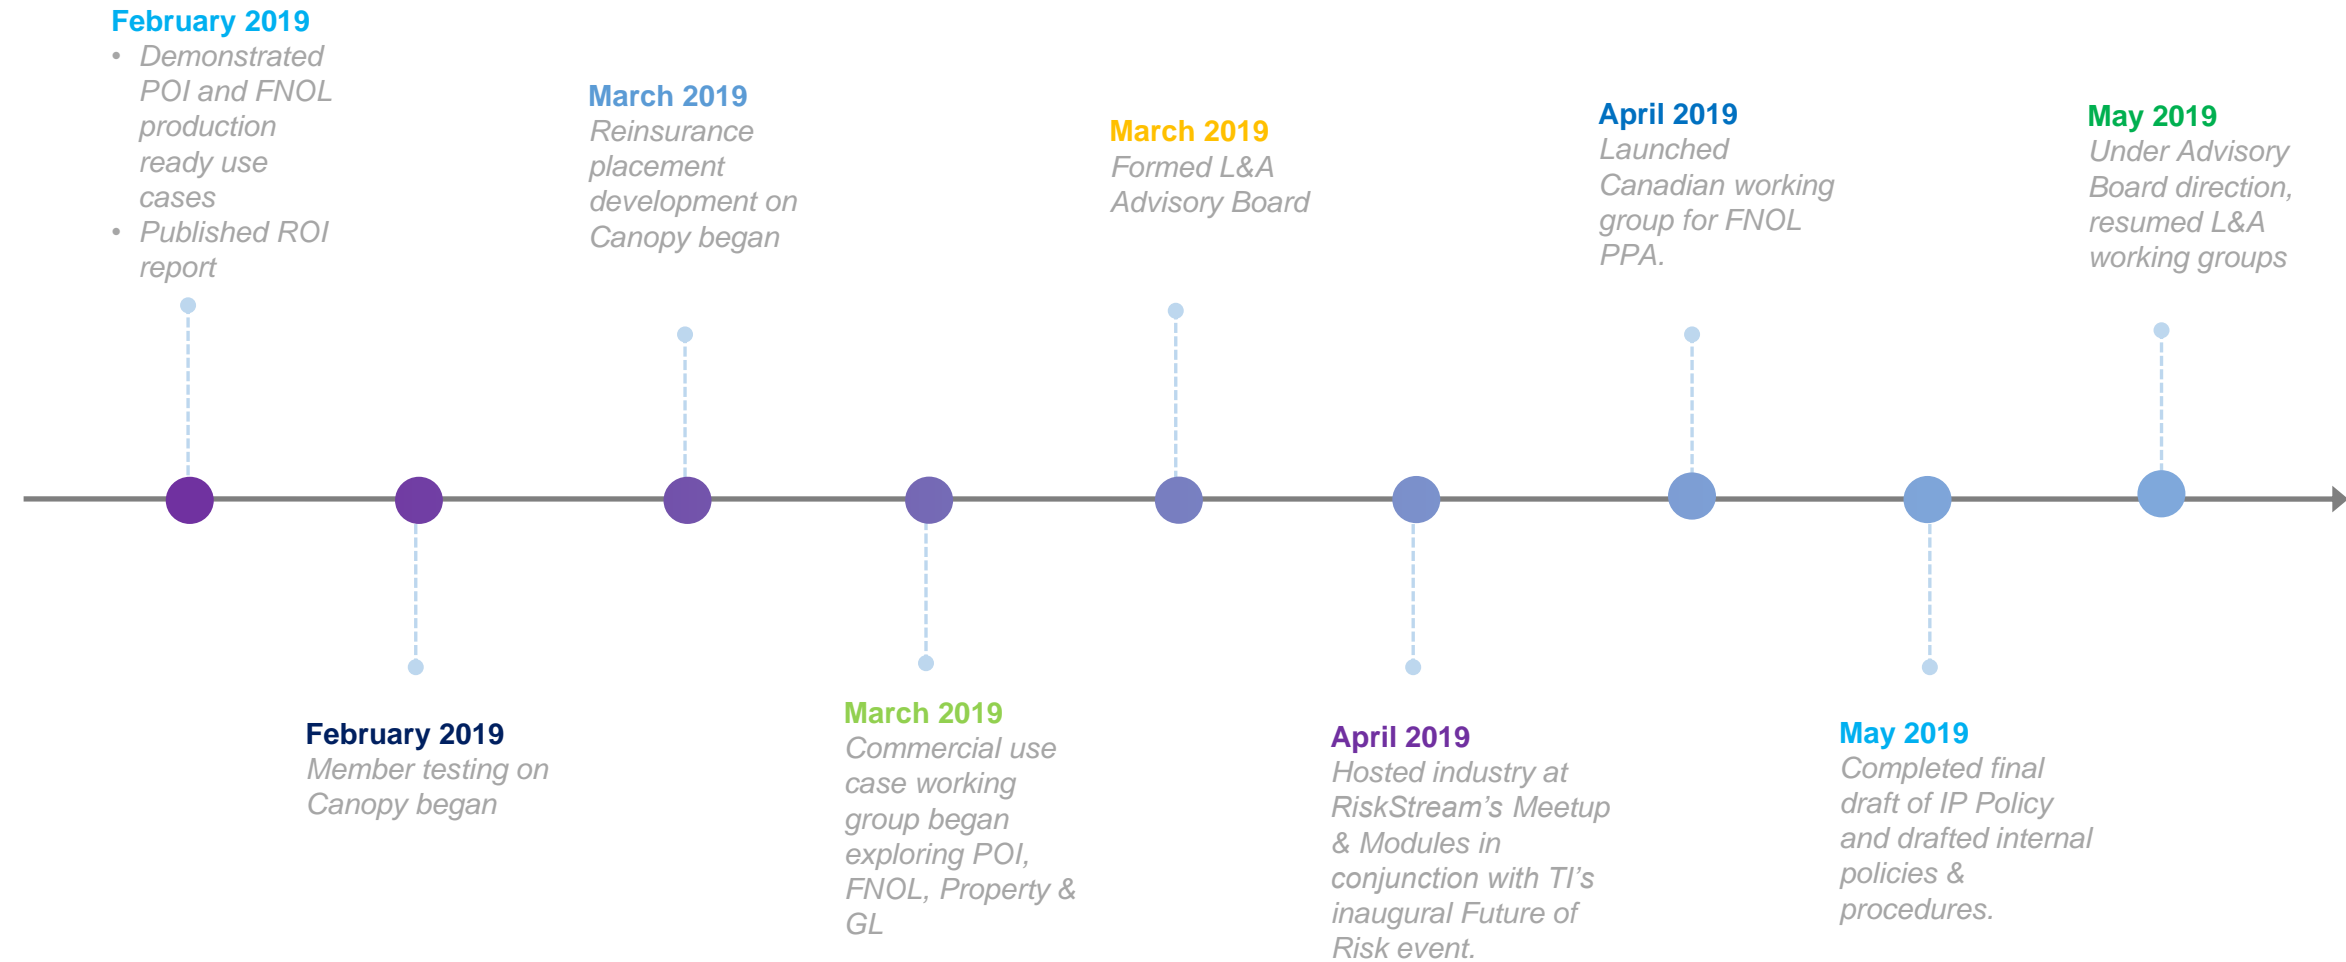 February 2019
• Demonstrated
POI and FNOL
production
ready use
cases
• Published ROI
report
February 2019
Member testing on
Canopy began
March 2019
Reinsurance
placement
development on
Canopy began
March 2019
Commercial use
case working
group began
exploring POI,
FNOL, Property &
GL
March 2019
Formed L&A
Advisory Board
April 2019
Hosted industry at
RiskStream’s Meetup
& Modules in
conjunction with TI’s
inaugural Future of
Risk event.
April 2019
Launched
Canadian working
group for FNOL
PPA.
May 2019
Completed final
draft of IP Policy
and drafted internal
policies &
procedures.
May 2019
Under Advisory
Board direction,
resumed L&A
working groups